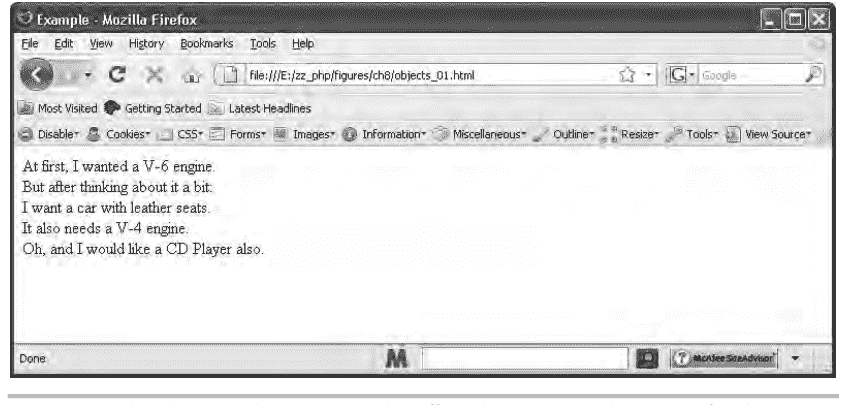 Example - Mozilla Firefox
File Edit View History Bookmarks Tools Help
file:///E:/zz_php/figures/ch8/objects_01.html
G Google
Most Visited Getting Started Latest Headlines
Disable Cookies CSS Forms Images Information Miscellaneous Outline Resize Tools View Source
At first, I wanted a V-6 engine.
But after thinking about it a bit:
I want a car with leather seats.
It also needs a V-4 engine.
Oh, and I would like a CD Player also.
Done
M
McAfee SiteAdvisor